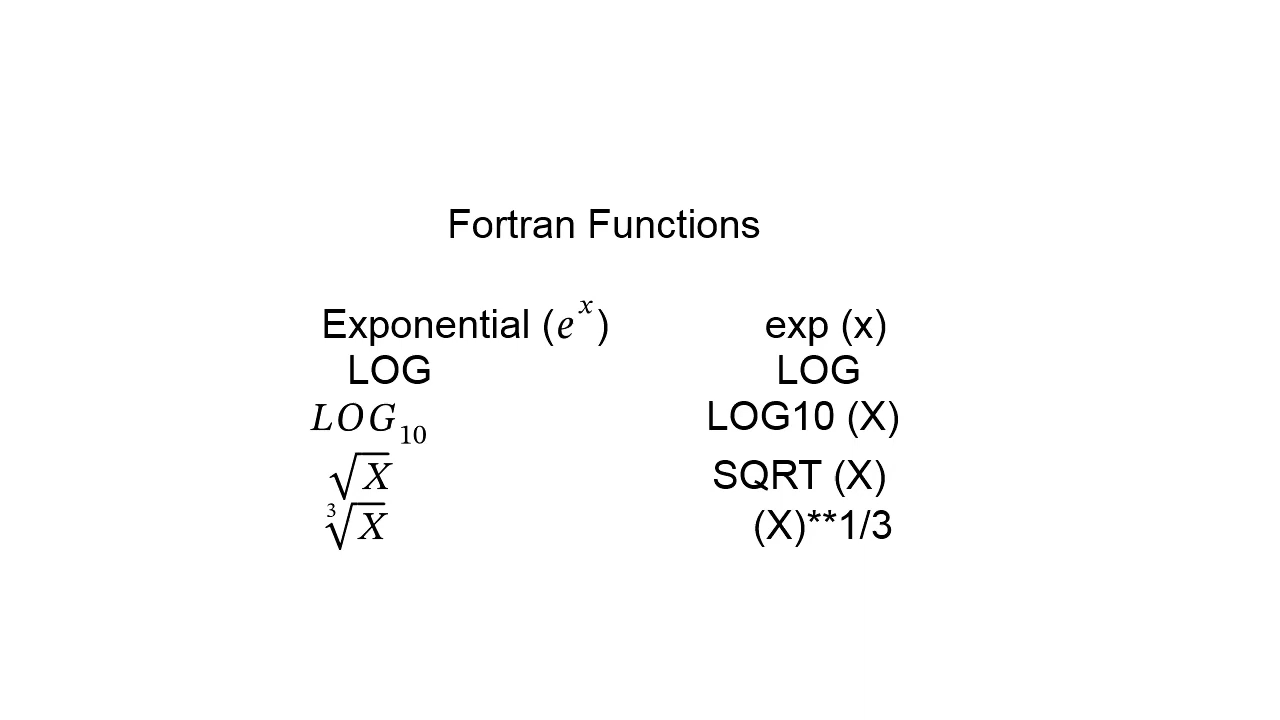 Fortran Functions
Exponential (e^x) exp (x)
LOG LOG
LOG₁₀ LOG10 (X)
√X SQRT (X)
∛X (X)**1/3